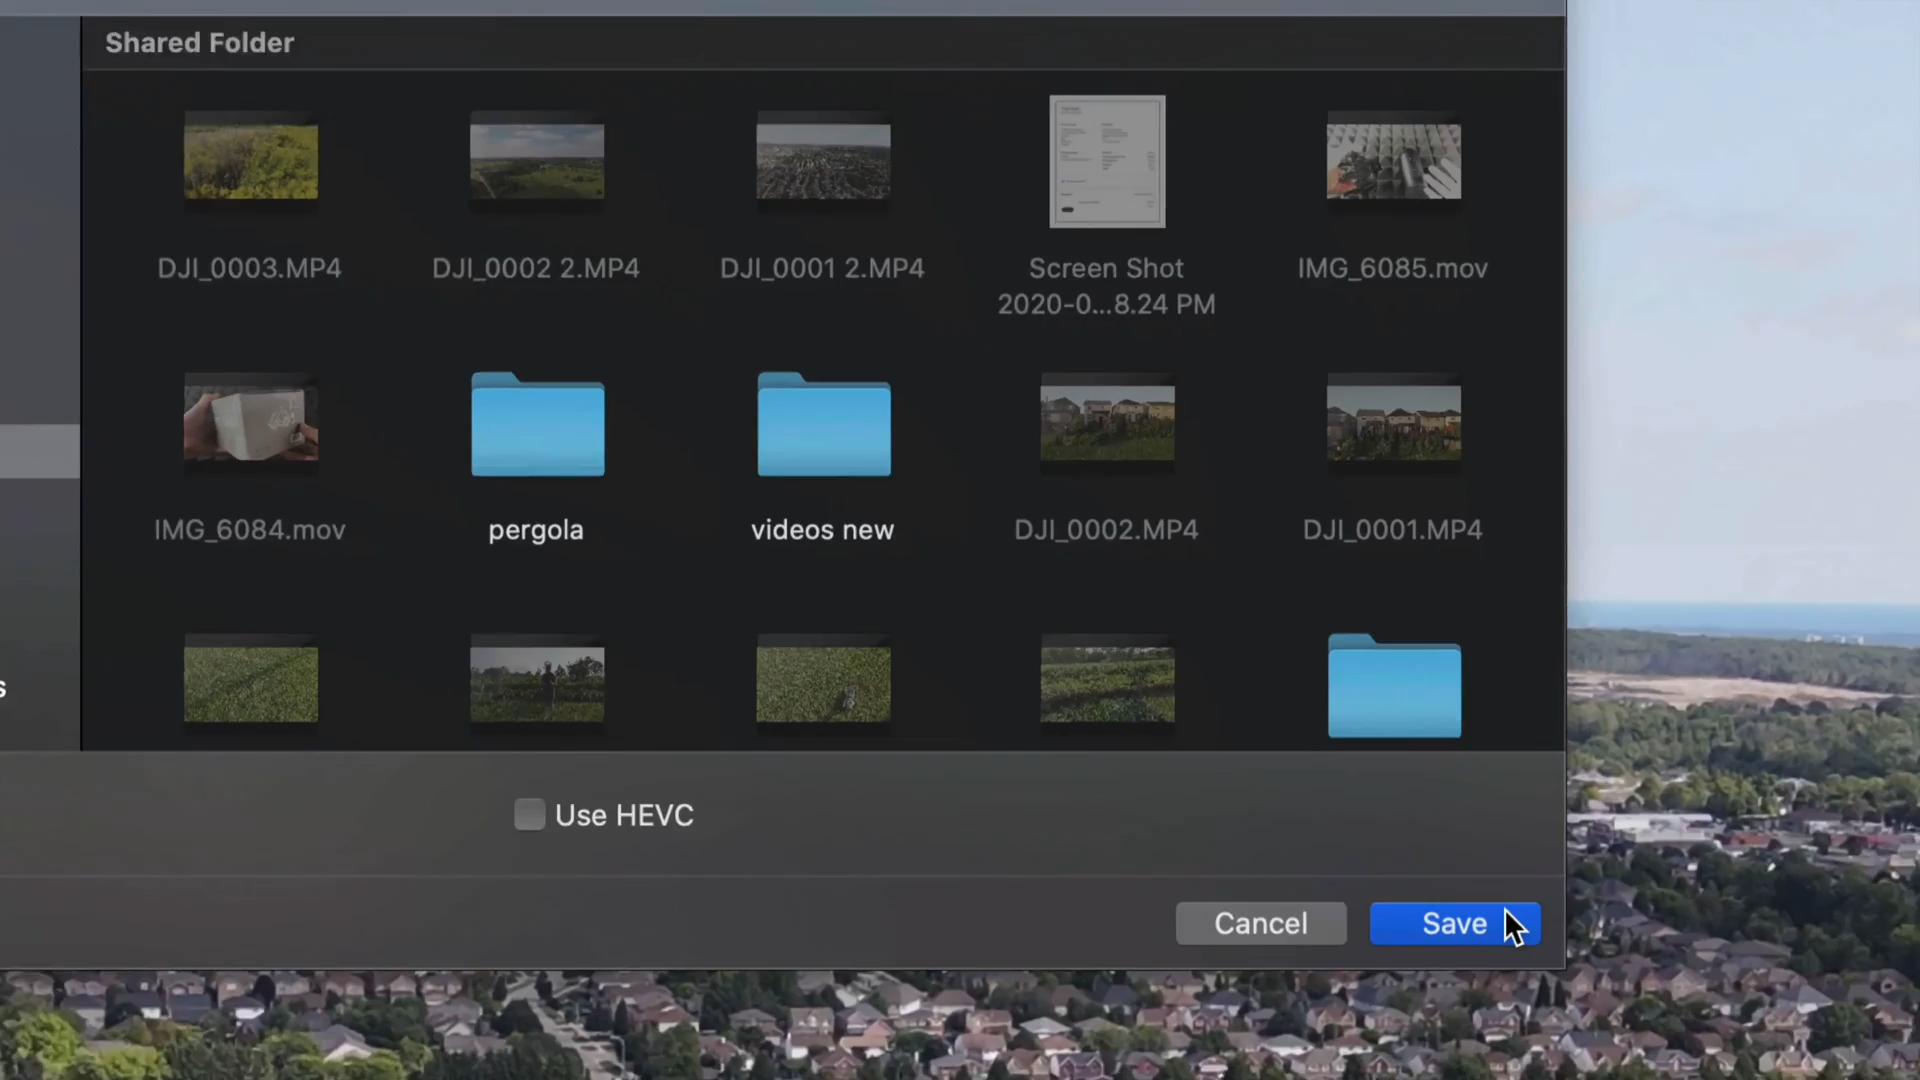 Shared Folder
DJI_0003.MP4
DJI_0002 2.MP4
DJI_0001 2.MP4
Screen Shot
2020-0...8.24 PM
IMG_6085.mov
IMG_6084.mov
pergola
videos new
DJI_0002.MP4
DJI_0001.MP4
s
Use HEVC
Cancel
Save